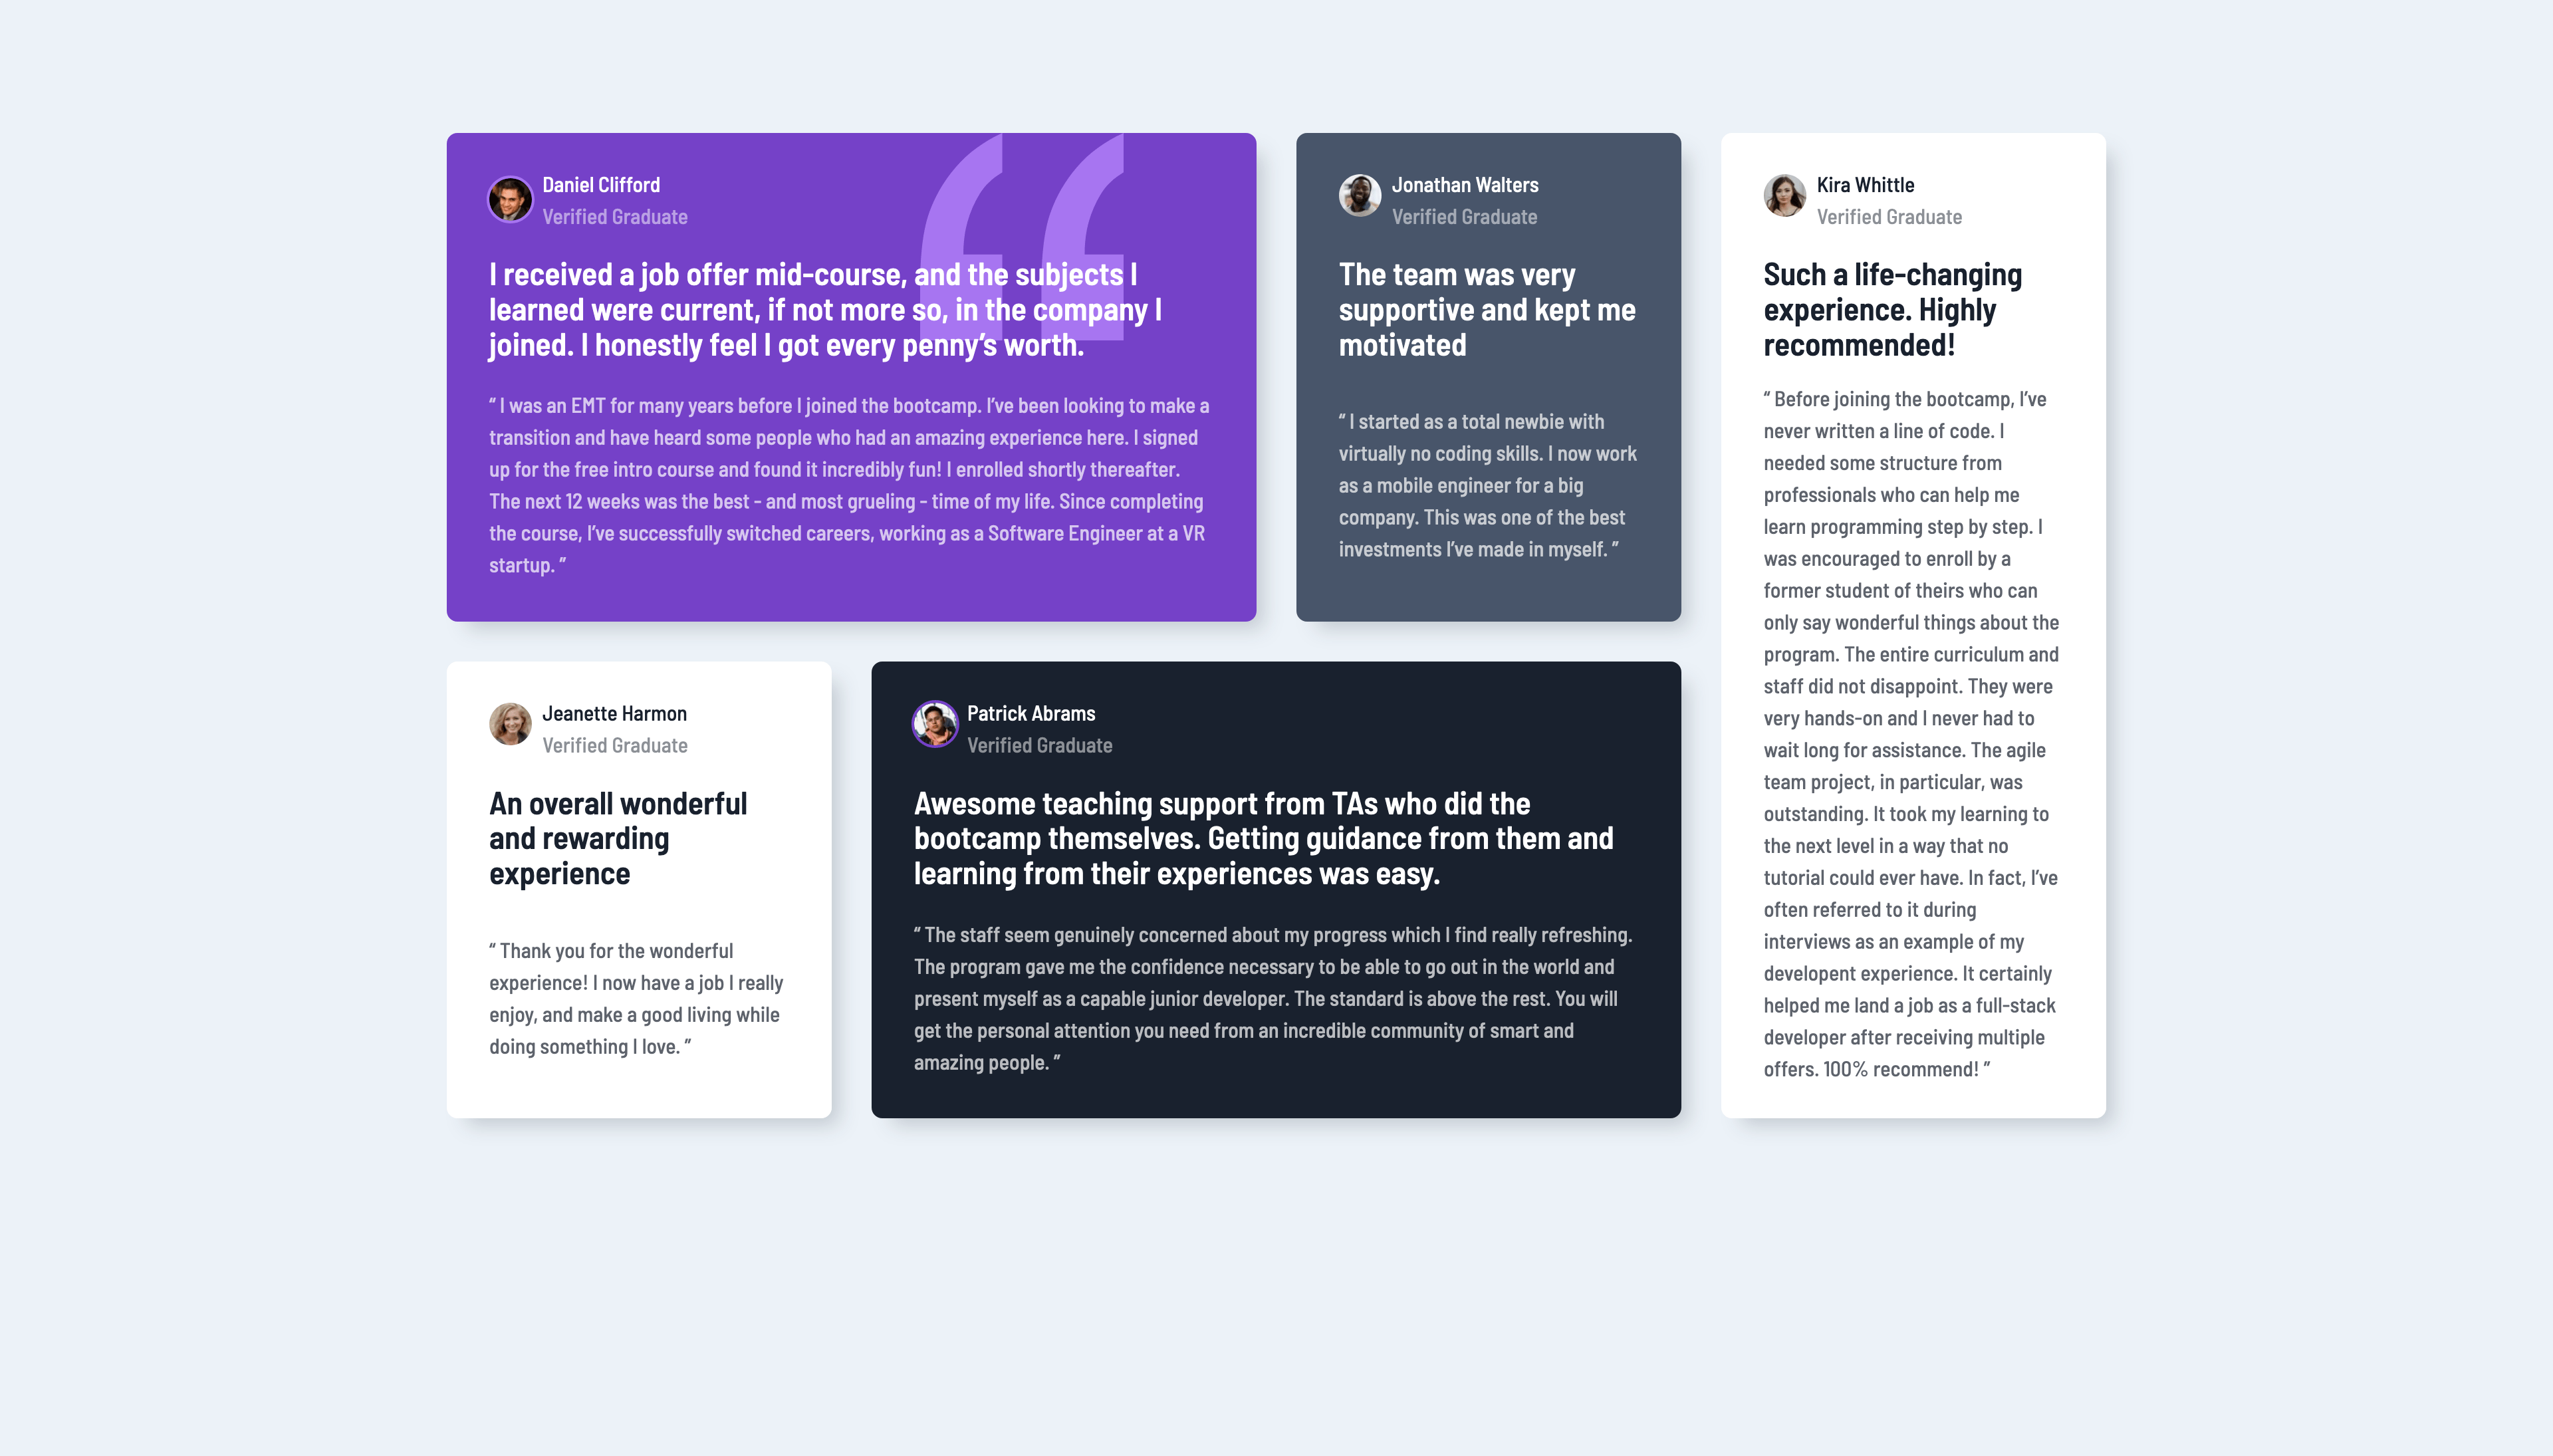 Daniel Clifford
Verified Graduate
I received a job offer mid-course, and the subjects I
learned were current, if not more so, in the company I
joined. I honestly feel I got every penny’s worth.
“ I was an EMT for many years before I joined the bootcamp. I’ve been looking to make a
transition and have heard some people who had an amazing experience here. I signed
up for the free intro course and found it incredibly fun! I enrolled shortly thereafter.
The next 12 weeks was the best - and most grueling - time of my life. Since completing
the course, I’ve successfully switched careers, working as a Software Engineer at a VR
startup. ”
Jonathan Walters
Verified Graduate
The team was very
supportive and kept me
motivated
“ I started as a total newbie with
virtually no coding skills. I now work
as a mobile engineer for a big
company. This was one of the best
investments I’ve made in myself. ”
Kira Whittle
Verified Graduate
Such a life-changing
experience. Highly
recommended!
“ Before joining the bootcamp, I’ve
never written a line of code. I
needed some structure from
professionals who can help me
learn programming step by step. I
was encouraged to enroll by a
former student of theirs who can
only say wonderful things about the
program. The entire curriculum and
staff did not disappoint. They were
very hands-on and I never had to
wait long for assistance. The agile
team project, in particular, was
outstanding. It took my learning to
the next level in a way that no
tutorial could ever have. In fact, I’ve
often referred to it during
interviews as an example of my
developent experience. It certainly
helped me land a job as a full-stack
developer after receiving multiple
offers. 100% recommend! ”
Jeanette Harmon
Verified Graduate
An overall wonderful
and rewarding
experience
“ Thank you for the wonderful
experience! I now have a job I really
enjoy, and make a good living while
doing something I love. ”
Patrick Abrams
Verified Graduate
Awesome teaching support from TAs who did the
bootcamp themselves. Getting guidance from them and
learning from their experiences was easy.
“ The staff seem genuinely concerned about my progress which I find really refreshing.
The program gave me the confidence necessary to be able to go out in the world and
present myself as a capable junior developer. The standard is above the rest. You will
get the personal attention you need from an incredible community of smart and
amazing people. ”